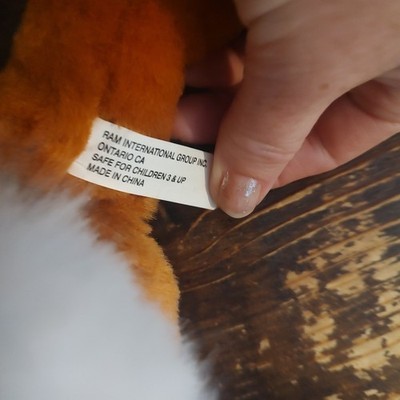 RAM INTERNATIONAL GROUP INC.
ONTARIO CA
SAFE FOR CHILDREN 3 & UP
MADE IN CHINA